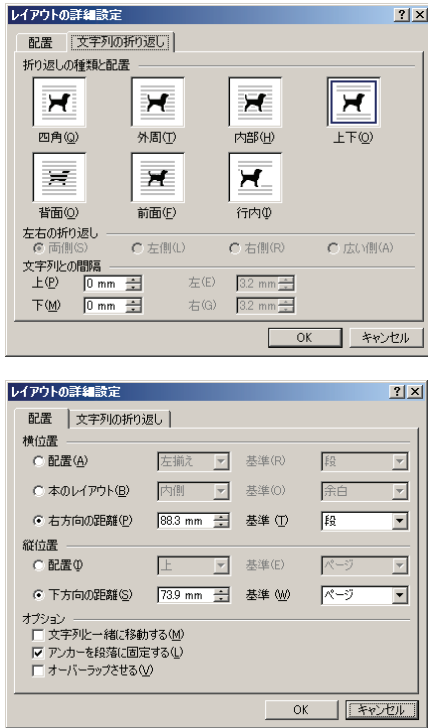 レイアウトの詳細設定
配置 文字列の折り返し
折り返しの種類と配置
四角(Q) 外周(T) 内部(H) 上下(O)
背面(O) 前面(F) 行内(I)
左右の折り返し
両側(S) 左側(L) 右側(R) 広い側(A)
文字列との間隔
上(P) 0 mm 左(E) 3.2 mm
下(M) 0 mm 右(G) 3.2 mm
OK キャンセル
レイアウトの詳細設定
配置 文字列の折り返し
横位置
配置(A) 左揃え 基準(R) 段
本のレイアウト(B) 内側 基準(O) 余白
右方向の距離(P) 88.3 mm 基準 (T) 段
縦位置
配置(I) 上 基準(E) ページ
下方向の距離(S) 73.9 mm 基準 (W) ページ
オプション
文字列と一緒に移動する(M)
アンカーを段落に固定する(L)
オーバーラップさせる(V)
OK キャンセル